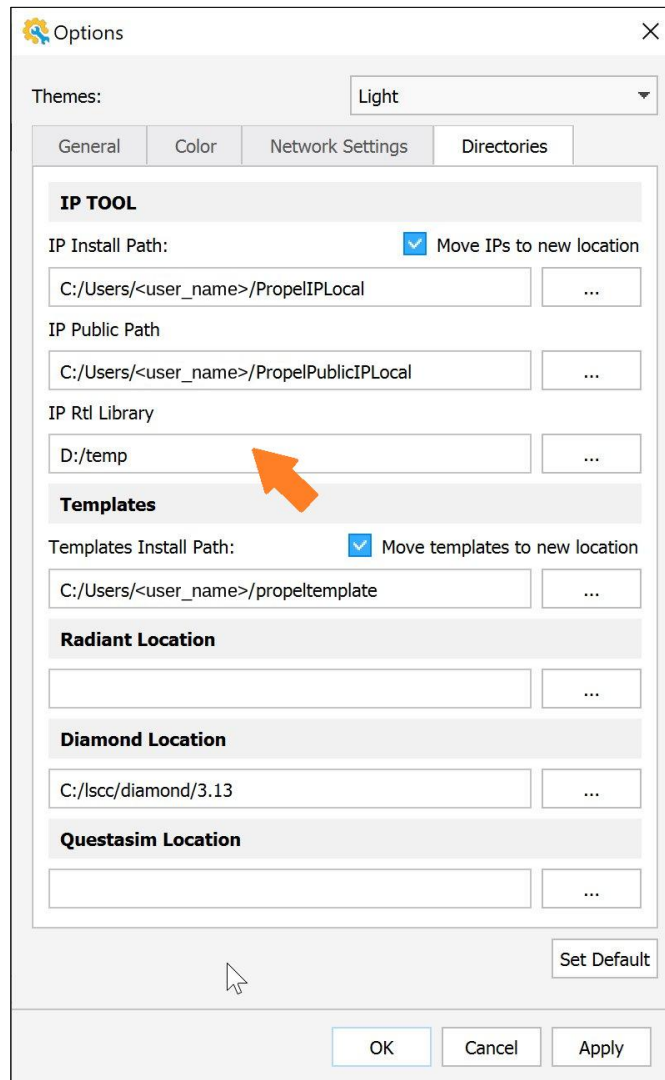 Options
Themes:
Light
General Color Network Settings Directories
IP TOOL
IP Install Path: Move IPs to new location
C:/Users/<user_name>/PropelIPLocal ...
IP Public Path
C:/Users/<user_name>/PropelPublicIPLocal ...
IP Rtl Library
D:/temp ...
Templates
Templates Install Path: Move templates to new location
C:/Users/<user_name>/propeltemplate ...
Radiant Location
...
Diamond Location
C:/lscc/diamond/3.13 ...
Questasim Location
...
Set Default
OK Cancel Apply